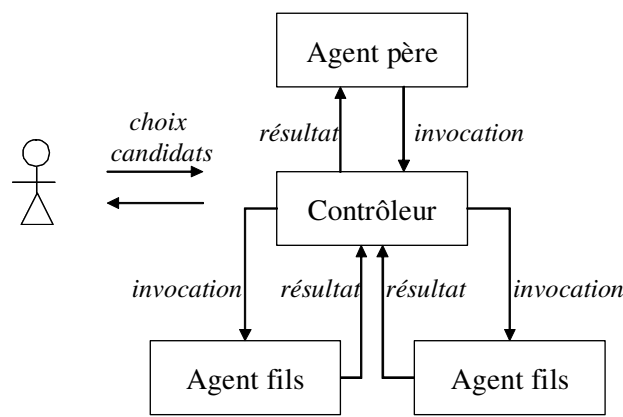 Agent père
choix
candidats
résultat
invocation
Contrôleur
invocation
résultat
résultat
invocation
Agent fils
Agent fils